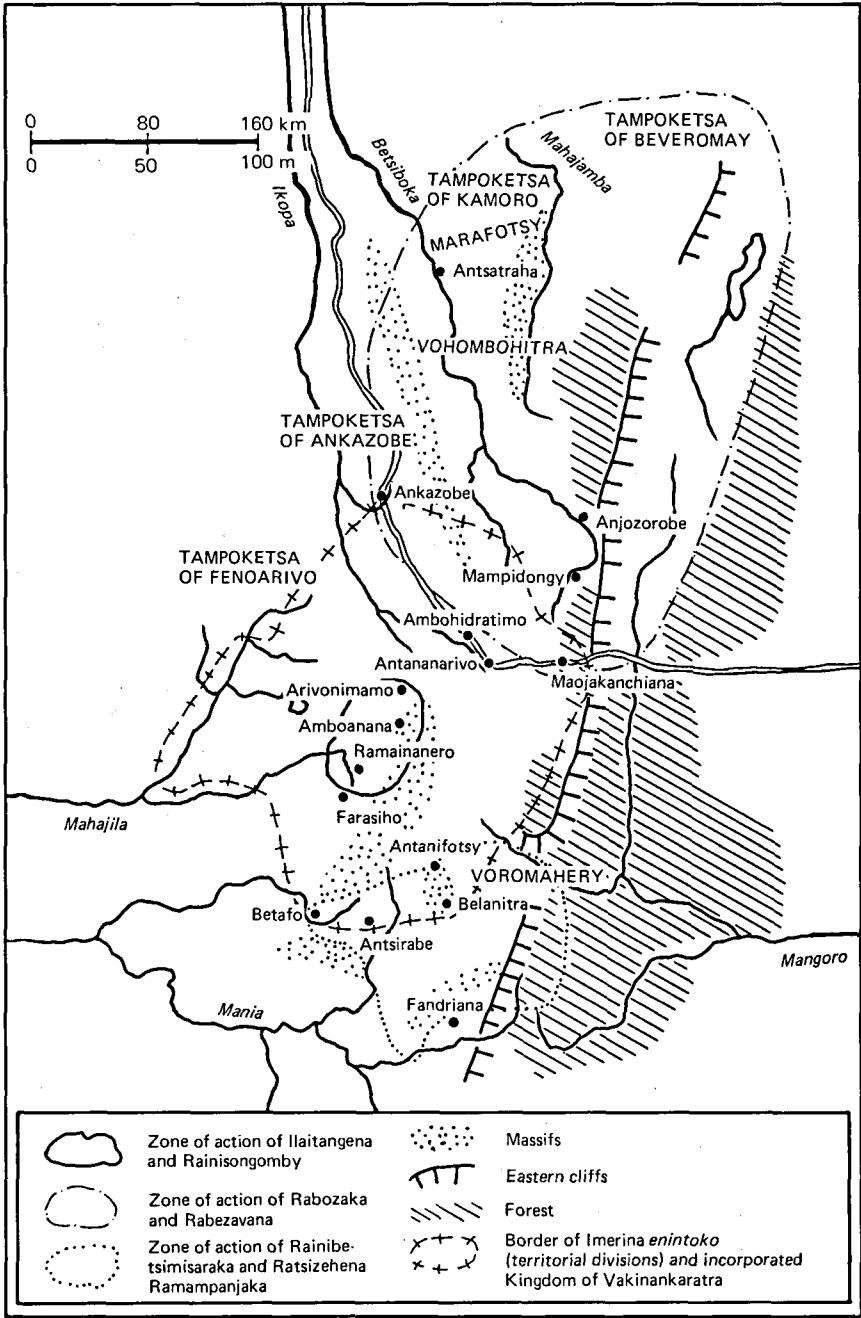 0 80 160 km
0 50 100 m
Ikopa
Betsiboka
Mahajamba
TAMPOKETSA
OF BEVEROMAY
TAMPOKETSA
OF KAMORO
MARAFOTSY
Antsatraha
VOHOMBOHITRA
TAMPOKETSA
OF ANKAZOBE
Ankazobe
Anjozorobe
TAMPOKETSA
OF FENOARIVO
Mampidongy
Ambohidratimo
Antananarivo
Maojakanchiana
Arivonimamo
Amboanana
Ramainanero
Mahajila
Farasiho
Antanifotsy
VOROMAHERY
Betafo
Belanitra
Antsirabe
Mangoro
Mania
Fandriana
Zone of action of Ilaitangena
and Rainisongomby
Zone of action of Rabozaka
and Rabezavana
Zone of action of Rainibe-
tsimisaraka and Ratsizehena
Ramampanjaka
Massifs
Eastern cliffs
Forest
Border of Imerina enintoko
(territorial divisions) and incorporated
Kingdom of Vakinankaratra